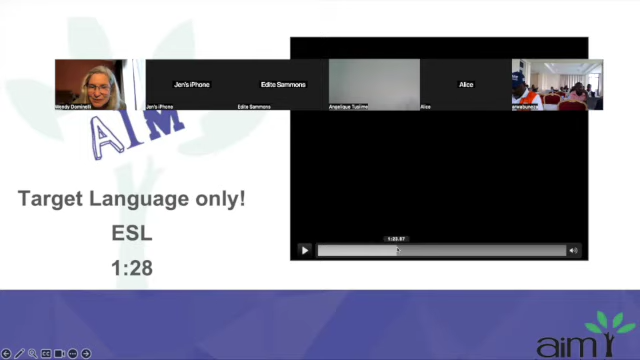 Jen's iPhone
Edite Sammons
Alice
Wendy Dominelli
Jen's iPhone
Edite Sammons
Alice
AIM
Target Language only!
ESL
1:28
aim